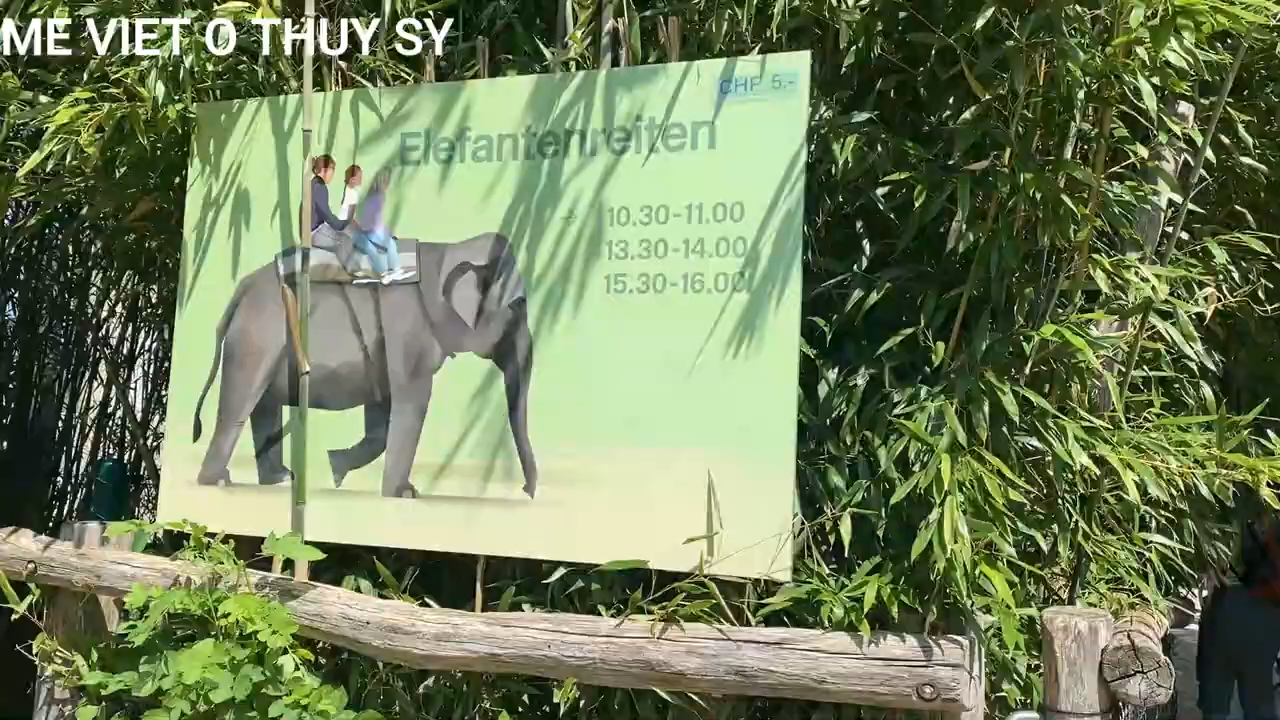 ME VIET O THUY SY
CHF 5.-
Elefantenreiten
10.30-11.00
13.30-14.00
15.30-16.00